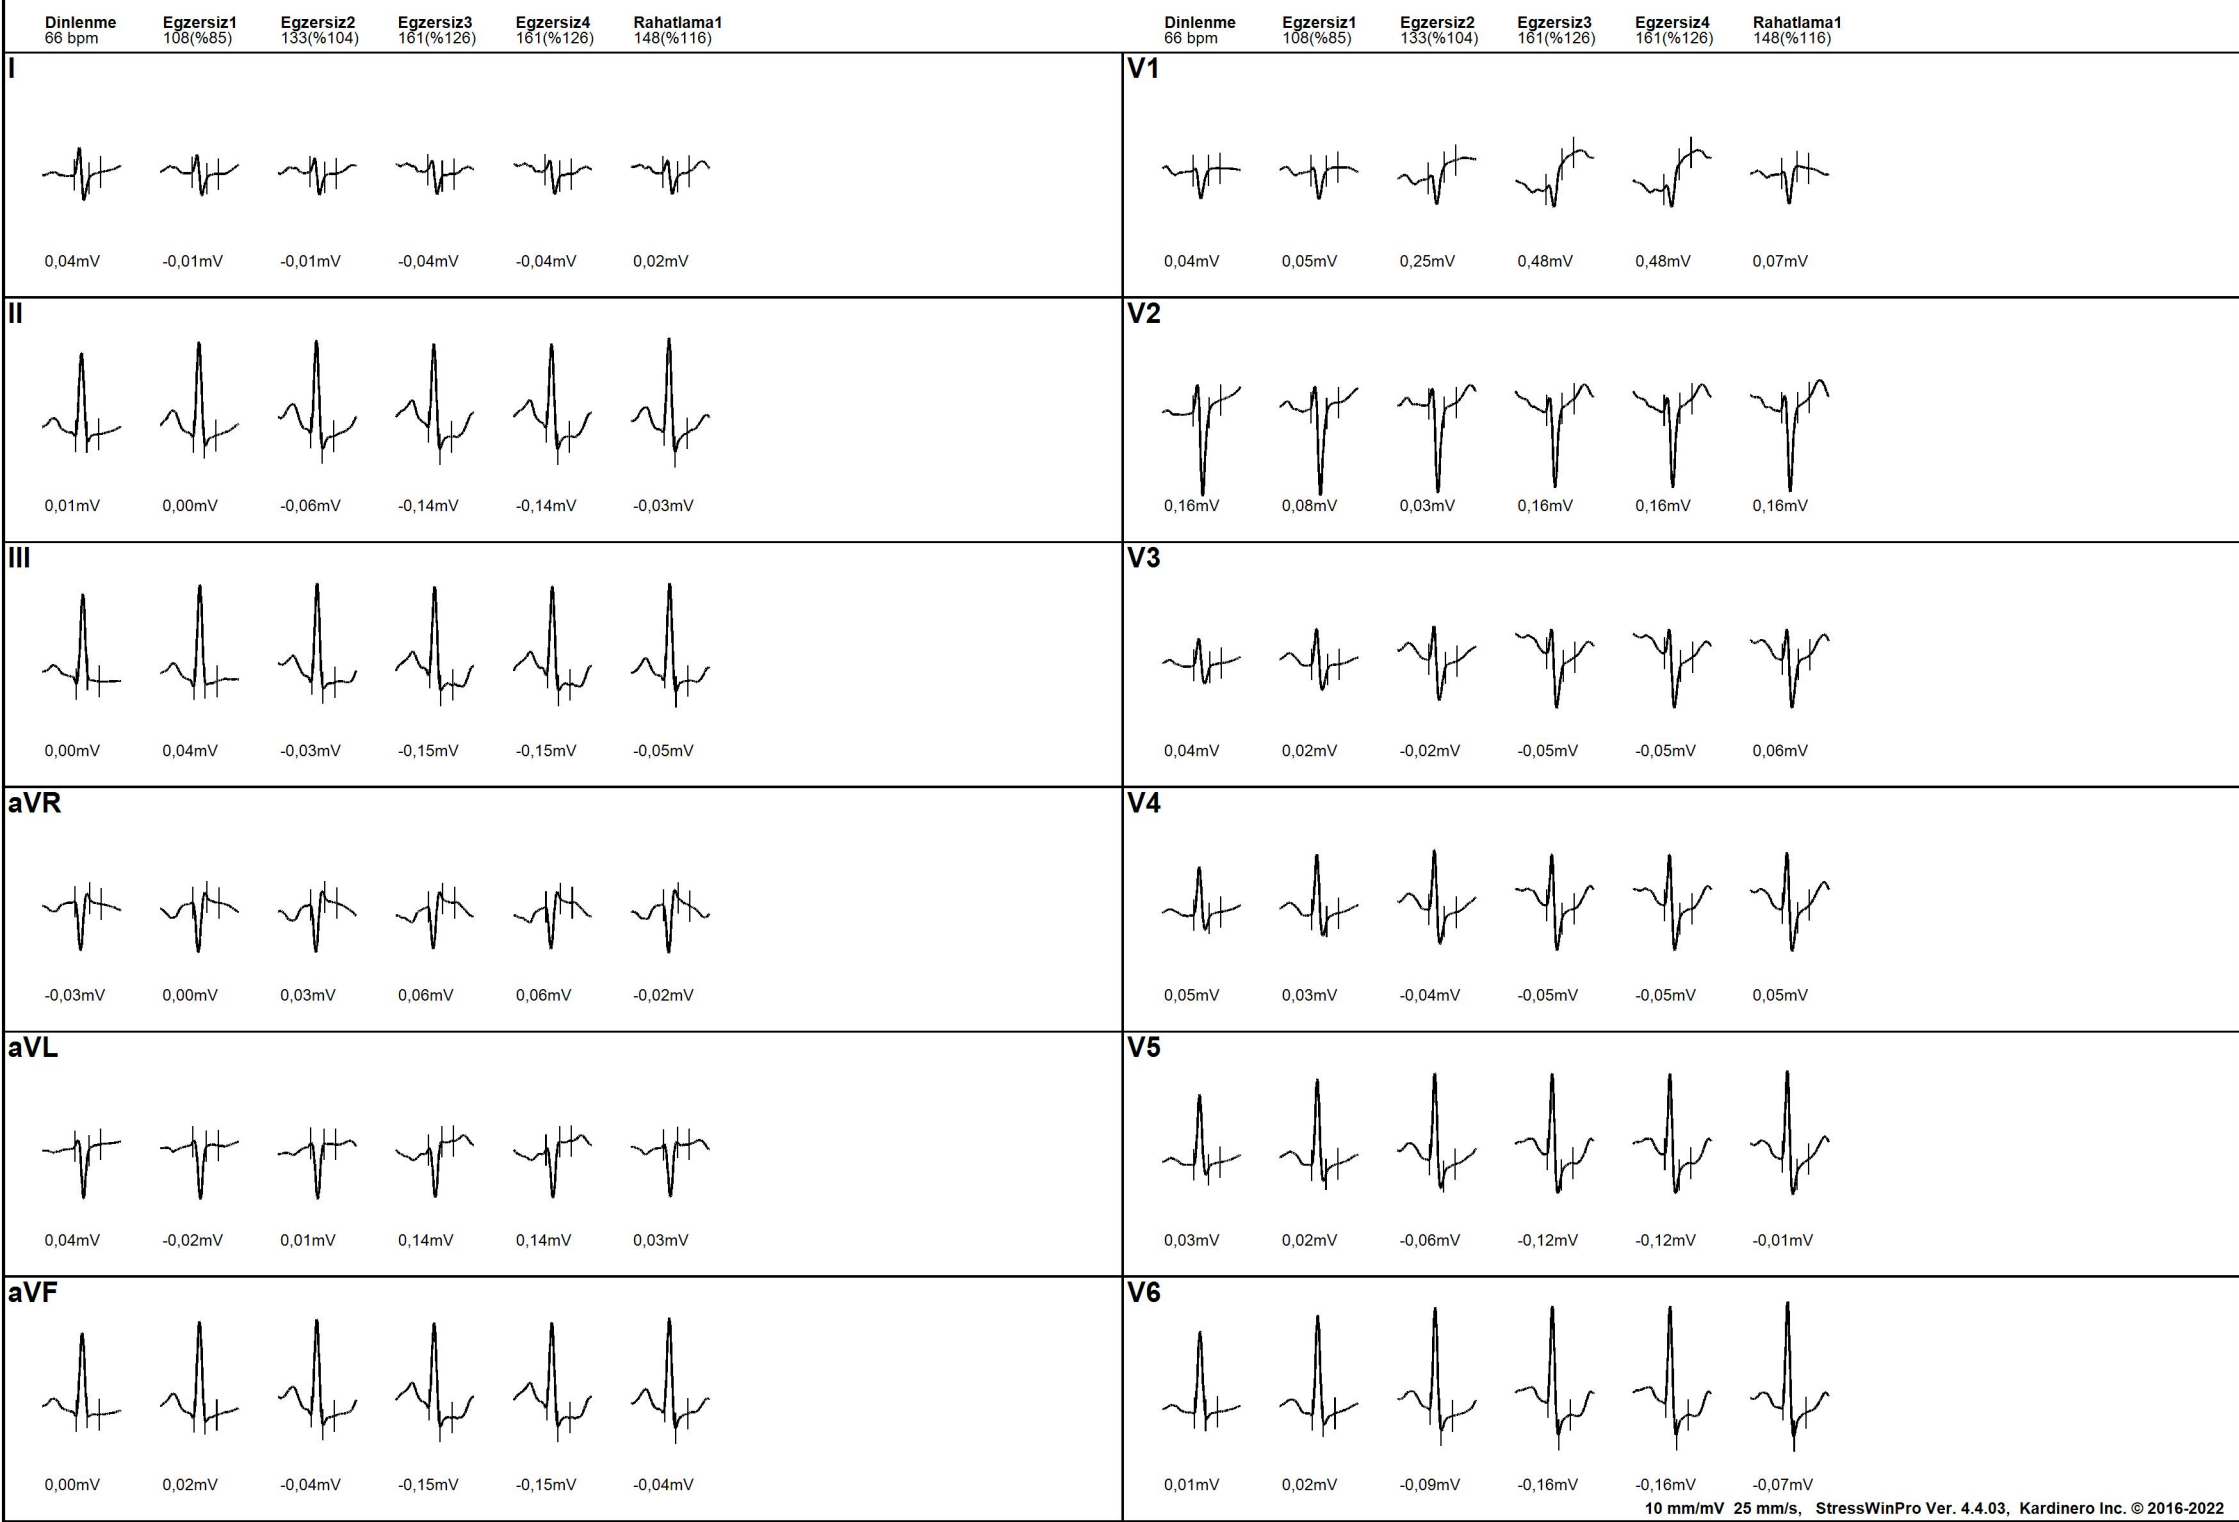 Dinlenme Egzersiz1 Egzersiz2 Egzersiz3 Egzersiz4 Rahatlama1
66 bpm 108(%85) 133(%104) 161(%126) 161(%126) 148(%116)
I
0,04mV -0,01mV -0,01mV -0,04mV -0,04mV 0,02mV
II
0,01mV 0,00mV -0,06mV -0,14mV -0,14mV -0,03mV
III
0,00mV 0,04mV -0,03mV -0,15mV -0,15mV -0,05mV
aVR
-0,03mV 0,00mV 0,03mV 0,06mV 0,06mV -0,02mV
aVL
0,04mV -0,02mV 0,01mV 0,14mV 0,14mV 0,03mV
aVF
0,00mV 0,02mV -0,04mV -0,15mV -0,15mV -0,04mV
Dinlenme Egzersiz1 Egzersiz2 Egzersiz3 Egzersiz4 Rahatlama1
66 bpm 108(%85) 133(%104) 161(%126) 161(%126) 148(%116)
V1
0,04mV 0,05mV 0,25mV 0,48mV 0,48mV 0,07mV
V2
0,16mV 0,08mV 0,03mV 0,16mV 0,16mV 0,16mV
V3
0,04mV 0,02mV -0,02mV -0,05mV -0,05mV 0,06mV
V4
0,05mV 0,03mV -0,04mV -0,05mV -0,05mV 0,05mV
V5
0,03mV 0,02mV -0,06mV -0,12mV -0,12mV -0,01mV
V6
0,01mV 0,02mV -0,09mV -0,16mV -0,16mV -0,07mV
10 mm/mV 25 mm/s, StressWinPro Ver. 4.4.03, Kardinero Inc. © 2016-2022